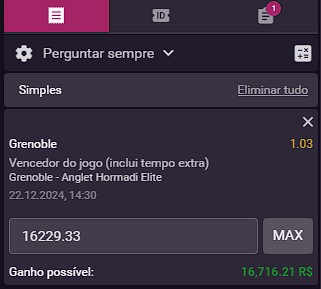 ID
1
Perguntar sempre
Simples Eliminar tudo
Grenoble 1.03
Vencedor do jogo (inclui tempo extra)
Grenoble - Anglet Hormadi Elite
22.12.2024, 14:30
16229.33 MAX
Ganho possível: 16,716.21 R$